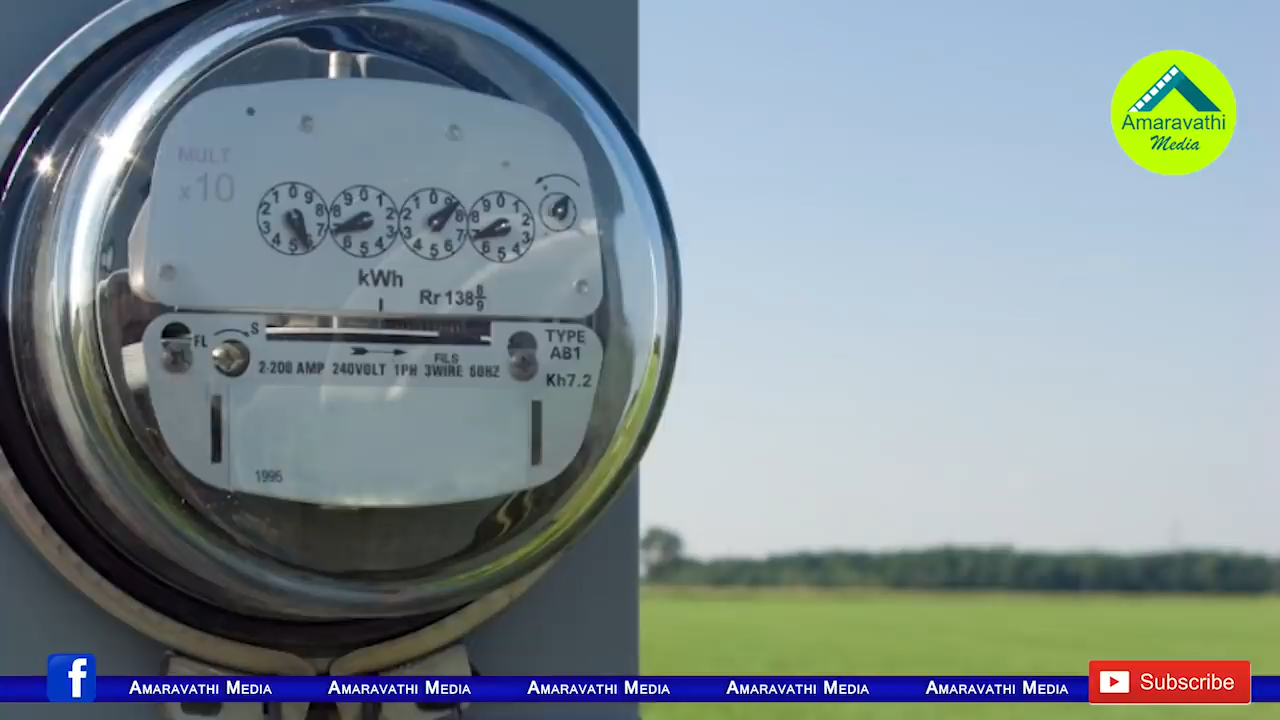 MULT
x10
kWh
Rr 138 8/9
S
FL
TYPE
AB1
FILS
2-200 AMP 240VOLT 1PH 3WIRE 60HZ
Kh7.2
1995
Amaravathi
Media
f
AMARAVATHI MEDIA AMARAVATHI MEDIA AMARAVATHI MEDIA AMARAVATHI MEDIA AMARAVATHI MEDIA
Subscribe